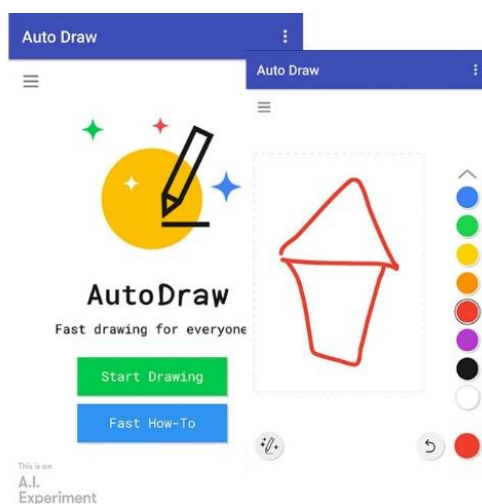 Auto Draw
AutoDraw
Fast drawing for everyone
Start Drawing
Fast How-To
This is an
A.I.
Experiment
Auto Draw